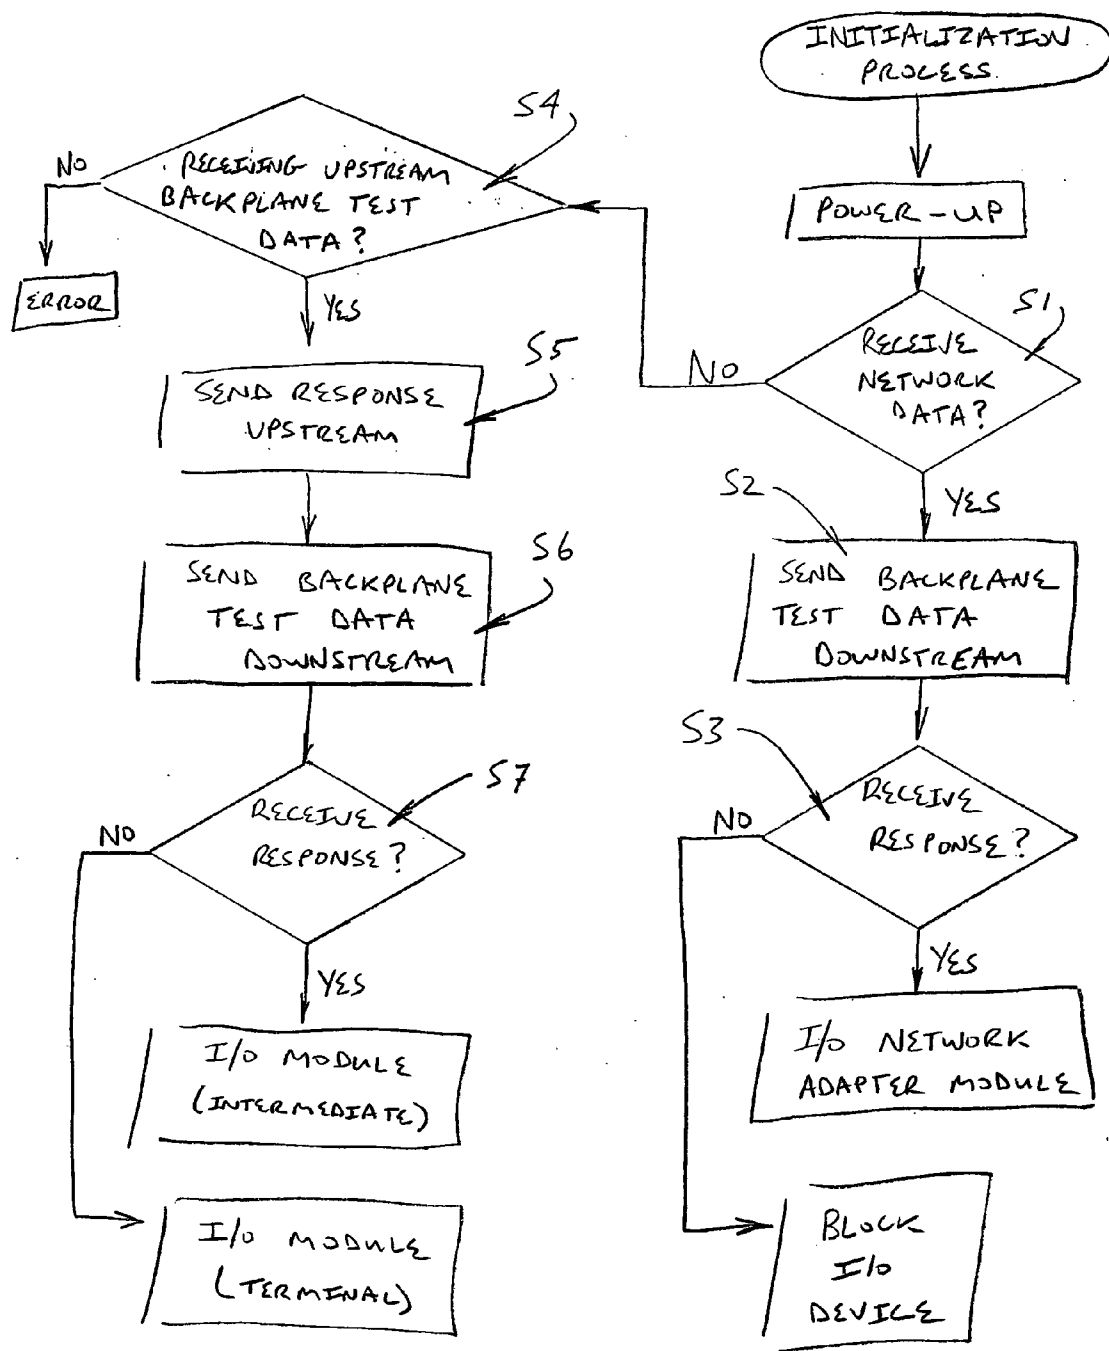 INITIALIZATION
PROCESS
POWER-UP
S1
RECEIVE
NETWORK
DATA?
NO
YES
S2
SEND BACKPLANE
TEST DATA
DOWNSTREAM
S3
RECEIVE
RESPONSE?
NO
YES
I/O NETWORK
ADAPTER MODULE
BLOCK
I/O
DEVICE
S4
RECEIVING UPSTREAM
BACKPLANE TEST
DATA?
NO
ERROR
YES
S5
SEND RESPONSE
UPSTREAM
S6
SEND BACKPLANE
TEST DATA
DOWNSTREAM
S7
RECEIVE
RESPONSE?
NO
YES
I/O MODULE
(INTERMEDIATE)
I/O MODULE
(TERMINAL)